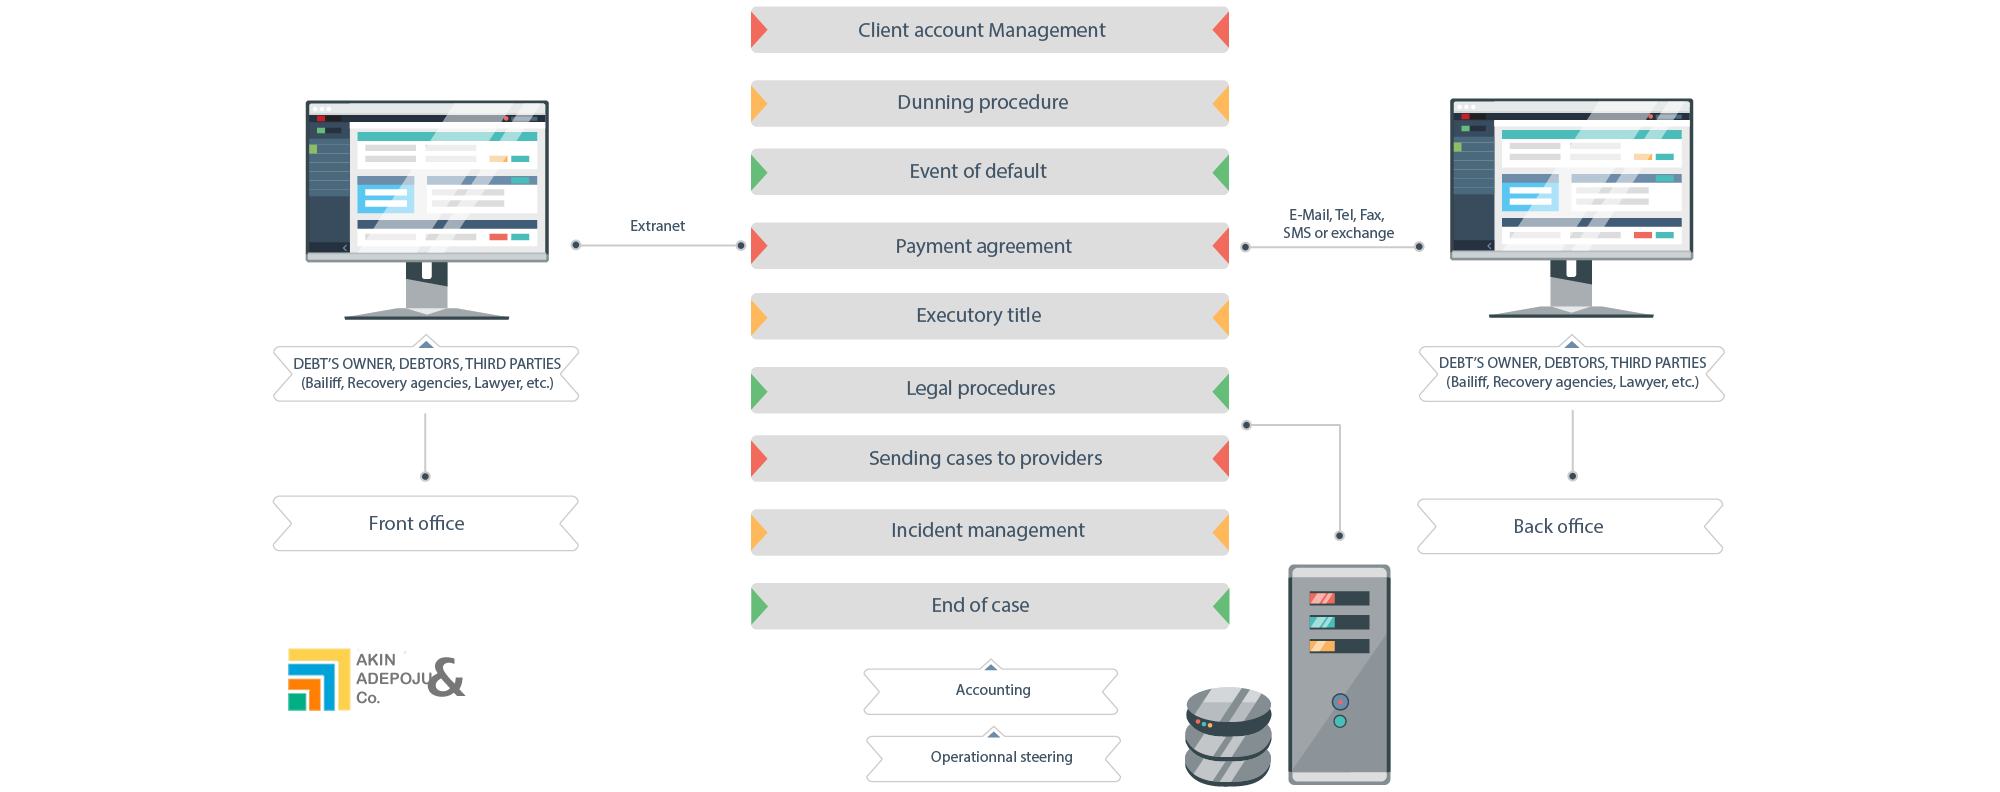 Client account Management
Dunning procedure
Event of default
Payment agreement
Executory title
Legal procedures
Sending cases to providers
Incident management
End of case
Accounting
Operationnal steering
Extranet
E-Mail, Tel, Fax,
SMS or exchange
DEBT'S OWNER, DEBTORS, THIRD PARTIES
(Bailiff, Recovery agencies, Lawyer, etc.)
Front office
DEBT'S OWNER, DEBTORS, THIRD PARTIES
(Bailiff, Recovery agencies, Lawyer, etc.)
Back office
AKIN
ADEPOJU &
Co.